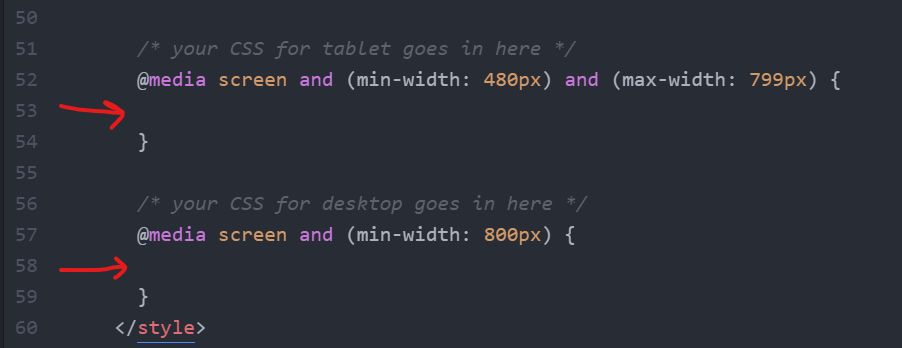 50
51 /* your CSS for tablet goes in here */
52 @media screen and (min-width: 480px) and (max-width: 799px) {
53
54 }
55
56 /* your CSS for desktop goes in here */
57 @media screen and (min-width: 800px) {
58
59 }
60 </style>